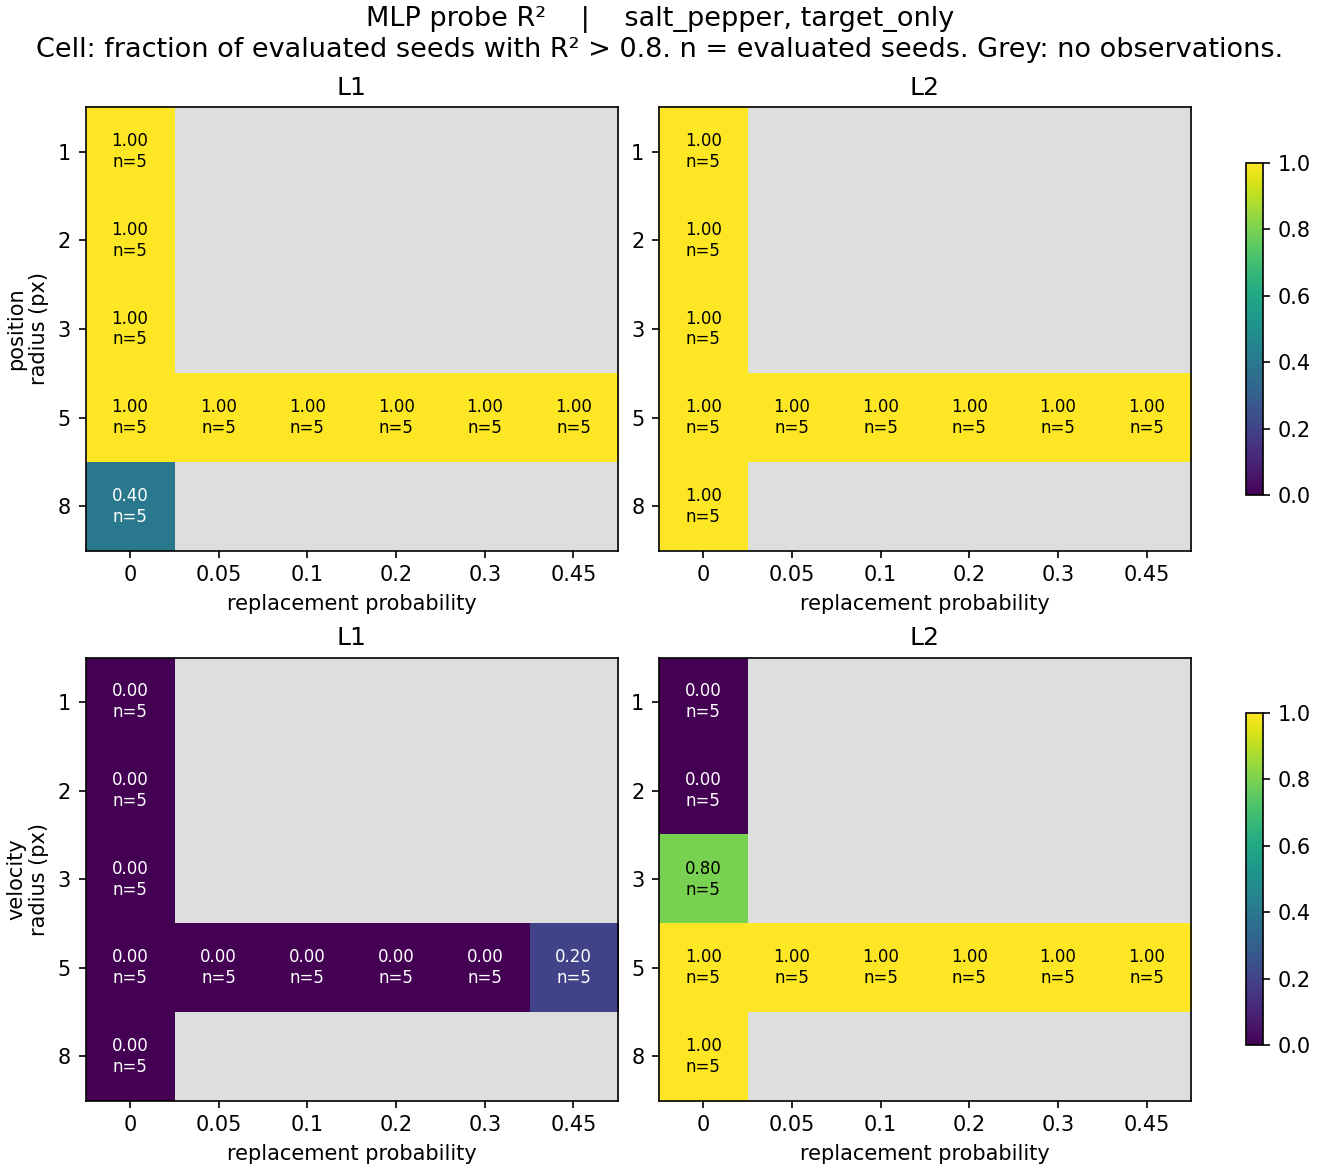 MLP probe R² | salt_pepper, target_only
Cell: fraction of evaluated seeds with R² > 0.8. n = evaluated seeds. Grey: no observations.
L1
L2
position
radius (px)
1
1.00
n=5
2
1.00
n=5
3
1.00
n=5
5
1.00 1.00 1.00 1.00 1.00 1.00
n=5 n=5 n=5 n=5 n=5 n=5
8
0.40
n=5
0 0.05 0.1 0.2 0.3 0.45
replacement probability
1
1.00
n=5
2
1.00
n=5
3
1.00
n=5
5
1.00 1.00 1.00 1.00 1.00 1.00
n=5 n=5 n=5 n=5 n=5 n=5
8
1.00
n=5
0 0.05 0.1 0.2 0.3 0.45
replacement probability
1.0
0.8
0.6
0.4
0.2
0.0
L1
L2
velocity
radius (px)
1
0.00
n=5
2
0.00
n=5
3
0.00
n=5
5
0.00 0.00 0.00 0.00 0.00 0.20
n=5 n=5 n=5 n=5 n=5 n=5
8
0.00
n=5
0 0.05 0.1 0.2 0.3 0.45
replacement probability
1
0.00
n=5
2
0.00
n=5
3
0.80
n=5
5
1.00 1.00 1.00 1.00 1.00 1.00
n=5 n=5 n=5 n=5 n=5 n=5
8
1.00
n=5
0 0.05 0.1 0.2 0.3 0.45
replacement probability
1.0
0.8
0.6
0.4
0.2
0.0